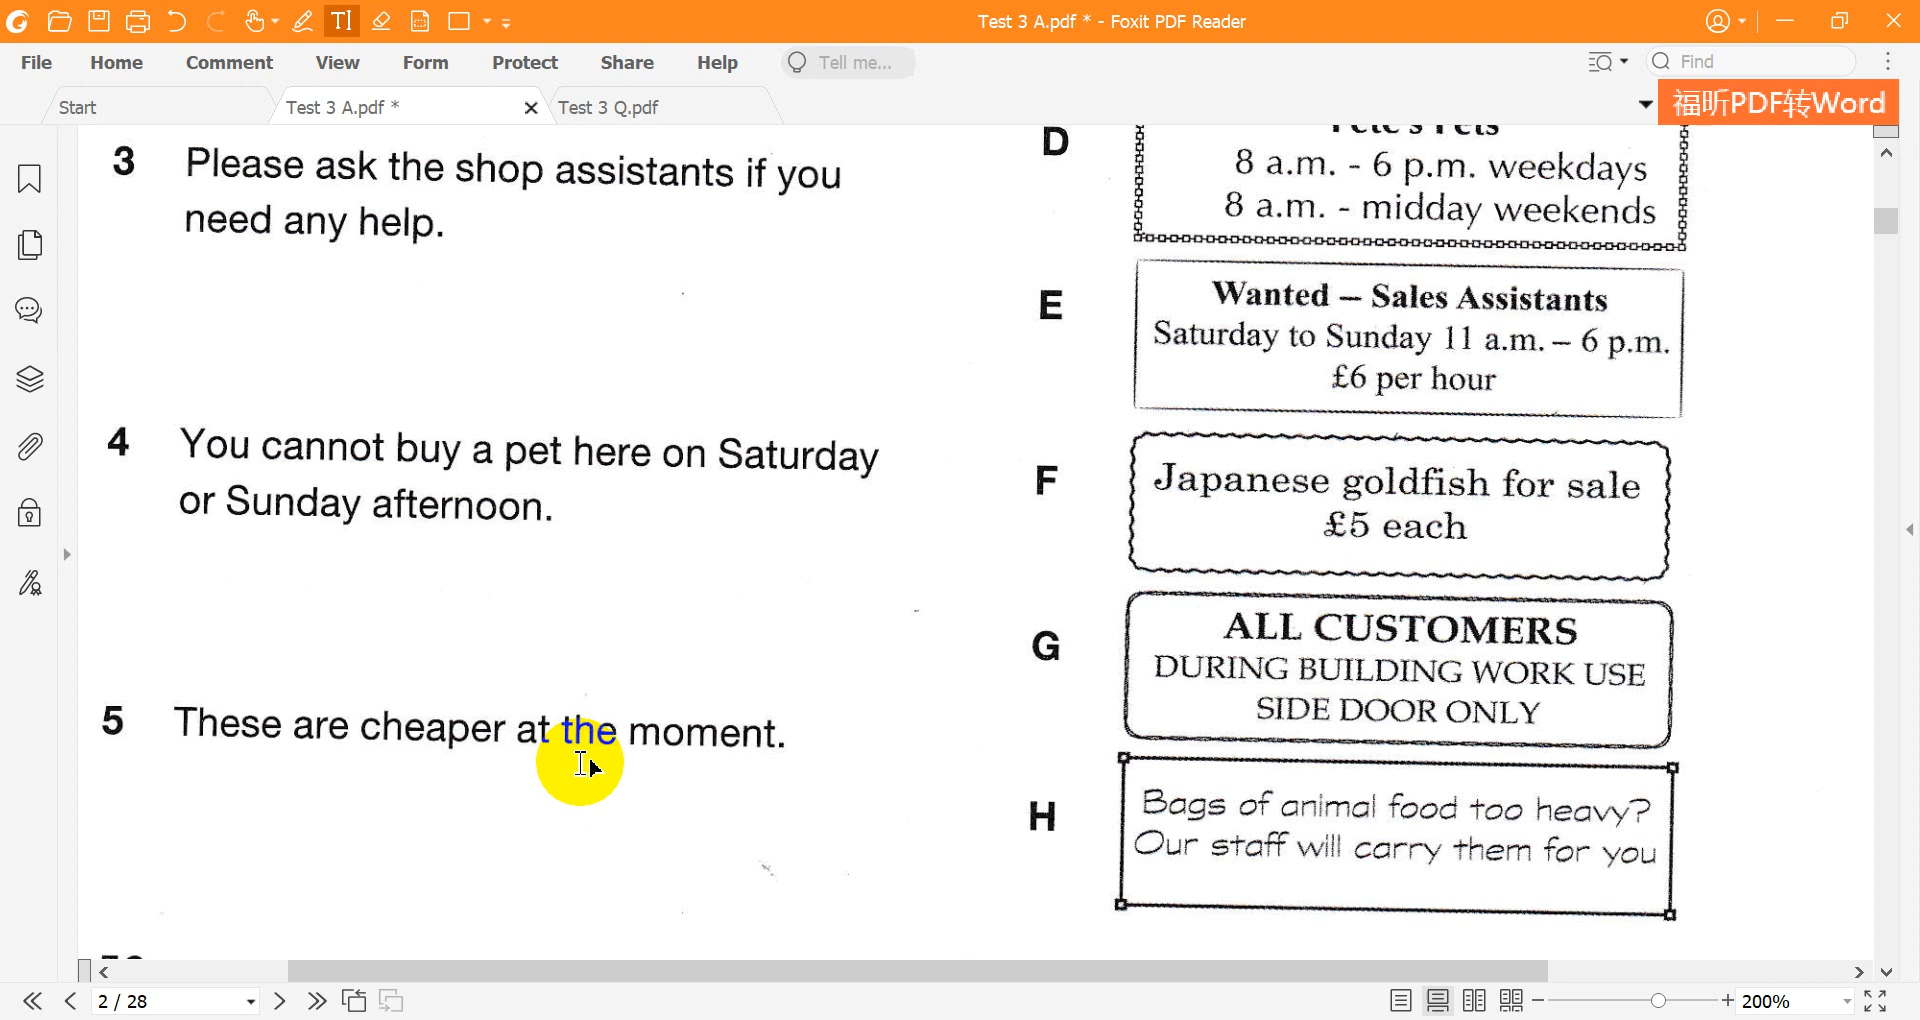 Test 3 A.pdf * - Foxit PDF Reader
File Home Comment View Form Protect Share Help Tell me... Find
Start Test 3 A.pdf * Test 3 Q.pdf 福昕PDF转Word
3 Please ask the shop assistants if you
need any help.
4 You cannot buy a pet here on Saturday
or Sunday afternoon.
5 These are cheaper at the moment.
D
8 a.m. - 6 p.m. weekdays
8 a.m. - midday weekends
E
Wanted – Sales Assistants
Saturday to Sunday 11 a.m. – 6 p.m.
£6 per hour
F
Japanese goldfish for sale
£5 each
G
ALL CUSTOMERS
DURING BUILDING WORK USE
SIDE DOOR ONLY
H
Bags of animal food too heavy?
Our staff will carry them for you
2 / 28 200%